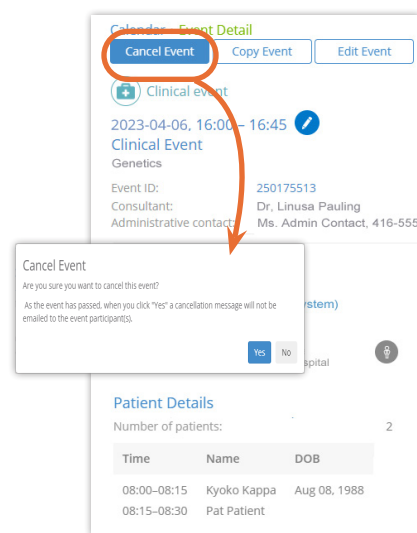 Calendar Event Detail
Cancel Event Copy Event Edit Event
Clinical event
2023-04-06, 16:00 – 16:45
Clinical Event
Genetics
Event ID: 250175513
Consultant: Dr, Linusa Pauling
Administrative contact: Ms. Admin Contact, 416-555
Cancel Event
Are you sure you want to cancel this event?
As the event has passed, when you click "Yes" a cancellation message will not be
emailed to the event participant(s).
Yes No
Patient Details
Number of patients: 2
Time Name DOB
08:00–08:15 Kyoko Kappa Aug 08, 1988
08:15–08:30 Pat Patient